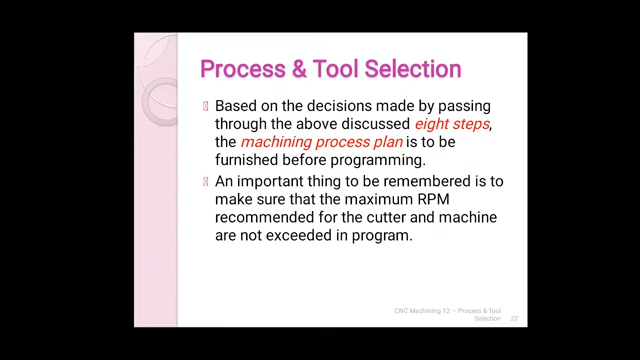 Process & Tool Selection
Based on the decisions made by passing
through the above discussed eight steps,
the machining process plan is to be
furnished before programming.
An important thing to be remembered is to
make sure that the maximum RPM
recommended for the cutter and machine
are not exceeded in program.
CNC Machining 12 – Process & Tool
Selection 22